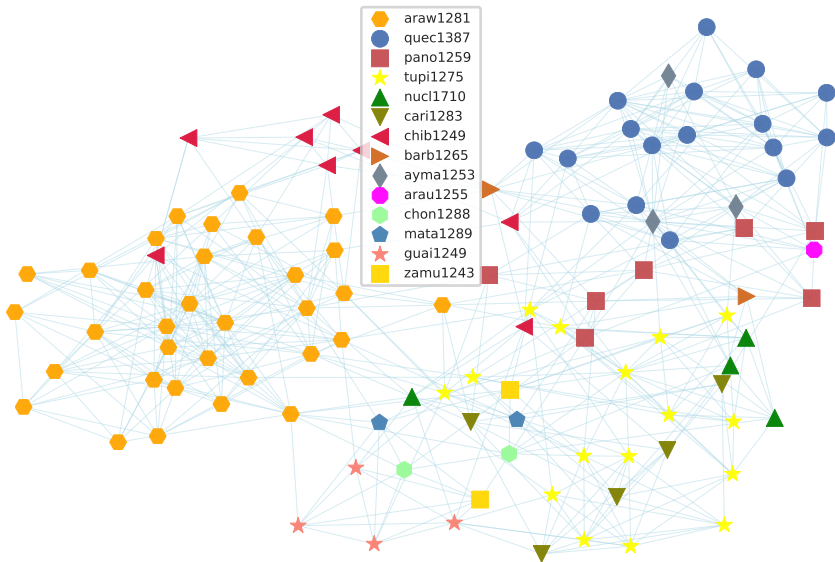 araw1281
quec1387
pano1259
tupi1275
nucl1710
cari1283
chib1249
barb1265
ayma1253
arau1255
chon1288
mata1289
guai1249
zamu1243